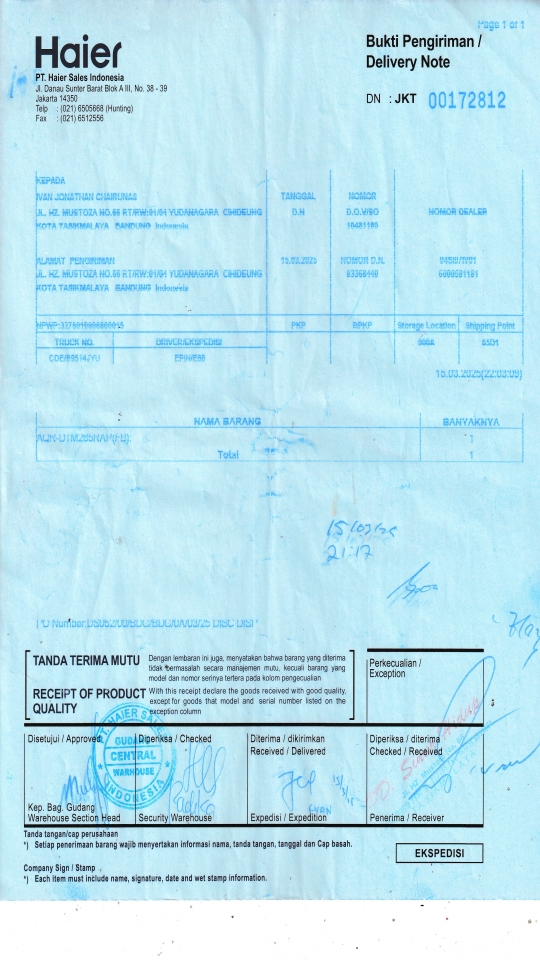 Page 1 of 1
Haier
PT. Haier Sales Indonesia
Jl. Danau Sunter Barat Blok A III, No. 38 - 39
Jakarta 14350
Telp : (021) 6505668 (Hunting)
Fax : (021) 6512556
Bukti Pengiriman /
Delivery Note
DN : JKT 00172812
KEPADA
IVAN JONATHAN CHAIRUNAS
JL. HZ. MUSTOZA NO.66 RT/RW:01/01 YUDANAGARA CIHIDEUNG
KOTA TASIKMALAYA BANDUNG Indonesia
TANGGAL
D.N
NOMOR
D.O.V/SO
NOMOR DEALER
ALAMAT PENGIRIMAN
JL. HZ. MUSTOZA NO.66 RT/RW:01/01 YUDANAGARA CIHIDEUNG
KOTA TASIKMALAYA BANDUNG Indonesia
15.03.2025
NOMOR D.N.
83368440
PKP
BPKP
Storage Location
Shipping Point
TRUCK NO.
DRIVER/EKSPEDISI
15.03.2025(22:03:09)
NAMA BARANG
BANYAKNYA
1
Total
1
15/03/25
21:17
TANDA TERIMA MUTU
Dengan lembaran ini juga, menyatakan bahwa barang yang diterima
tidak bermasalah secara manajemen mutu, kecuali barang yang
model dan nomor serinya tertera pada kolom pengecualian
RECEIPT OF PRODUCT
QUALITY
With this receipt declare the goods received with good quality,
except for goods that model and serial number listed on the
exception column
Perkecualian /
Exception
Disetujui / Approved
Diperiksa / Checked
Diterima / dikirimkan
Received / Delivered
Diperiksa / diterima
Checked / Received
HAIER SALES
GUDANG
CENTRAL
WAREHOUSE
INDONESIA
Kep. Bag. Gudang
Warehouse Section Head
Security Warehouse
Expedisi / Expedition
Penerima / Receiver
Tanda tangan/cap perusahaan
*) Setiap penerimaan barang wajib menyertakan informasi nama, tanda tangan, tanggal dan Cap basah.
EKSPEDISI
Company Sign / Stamp
*) Each item must include name, signature, date and wet stamp information.